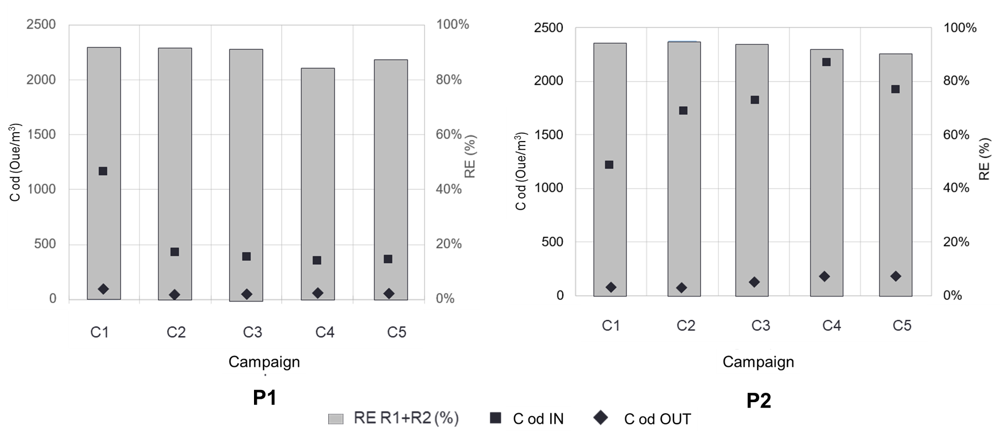 2500
2000
1500
1000
500
0
C od (Oue/m³)
100%
80%
60%
40%
20%
0%
RE (%)
C1 C2 C3 C4 C5
Campaign
P1
2500
2000
1500
1000
500
0
C od (Oue/m³)
100%
80%
60%
40%
20%
0%
RE (%)
C1 C2 C3 C4 C5
Campaign
P2
RE R1+R2 (%) C od IN C od OUT